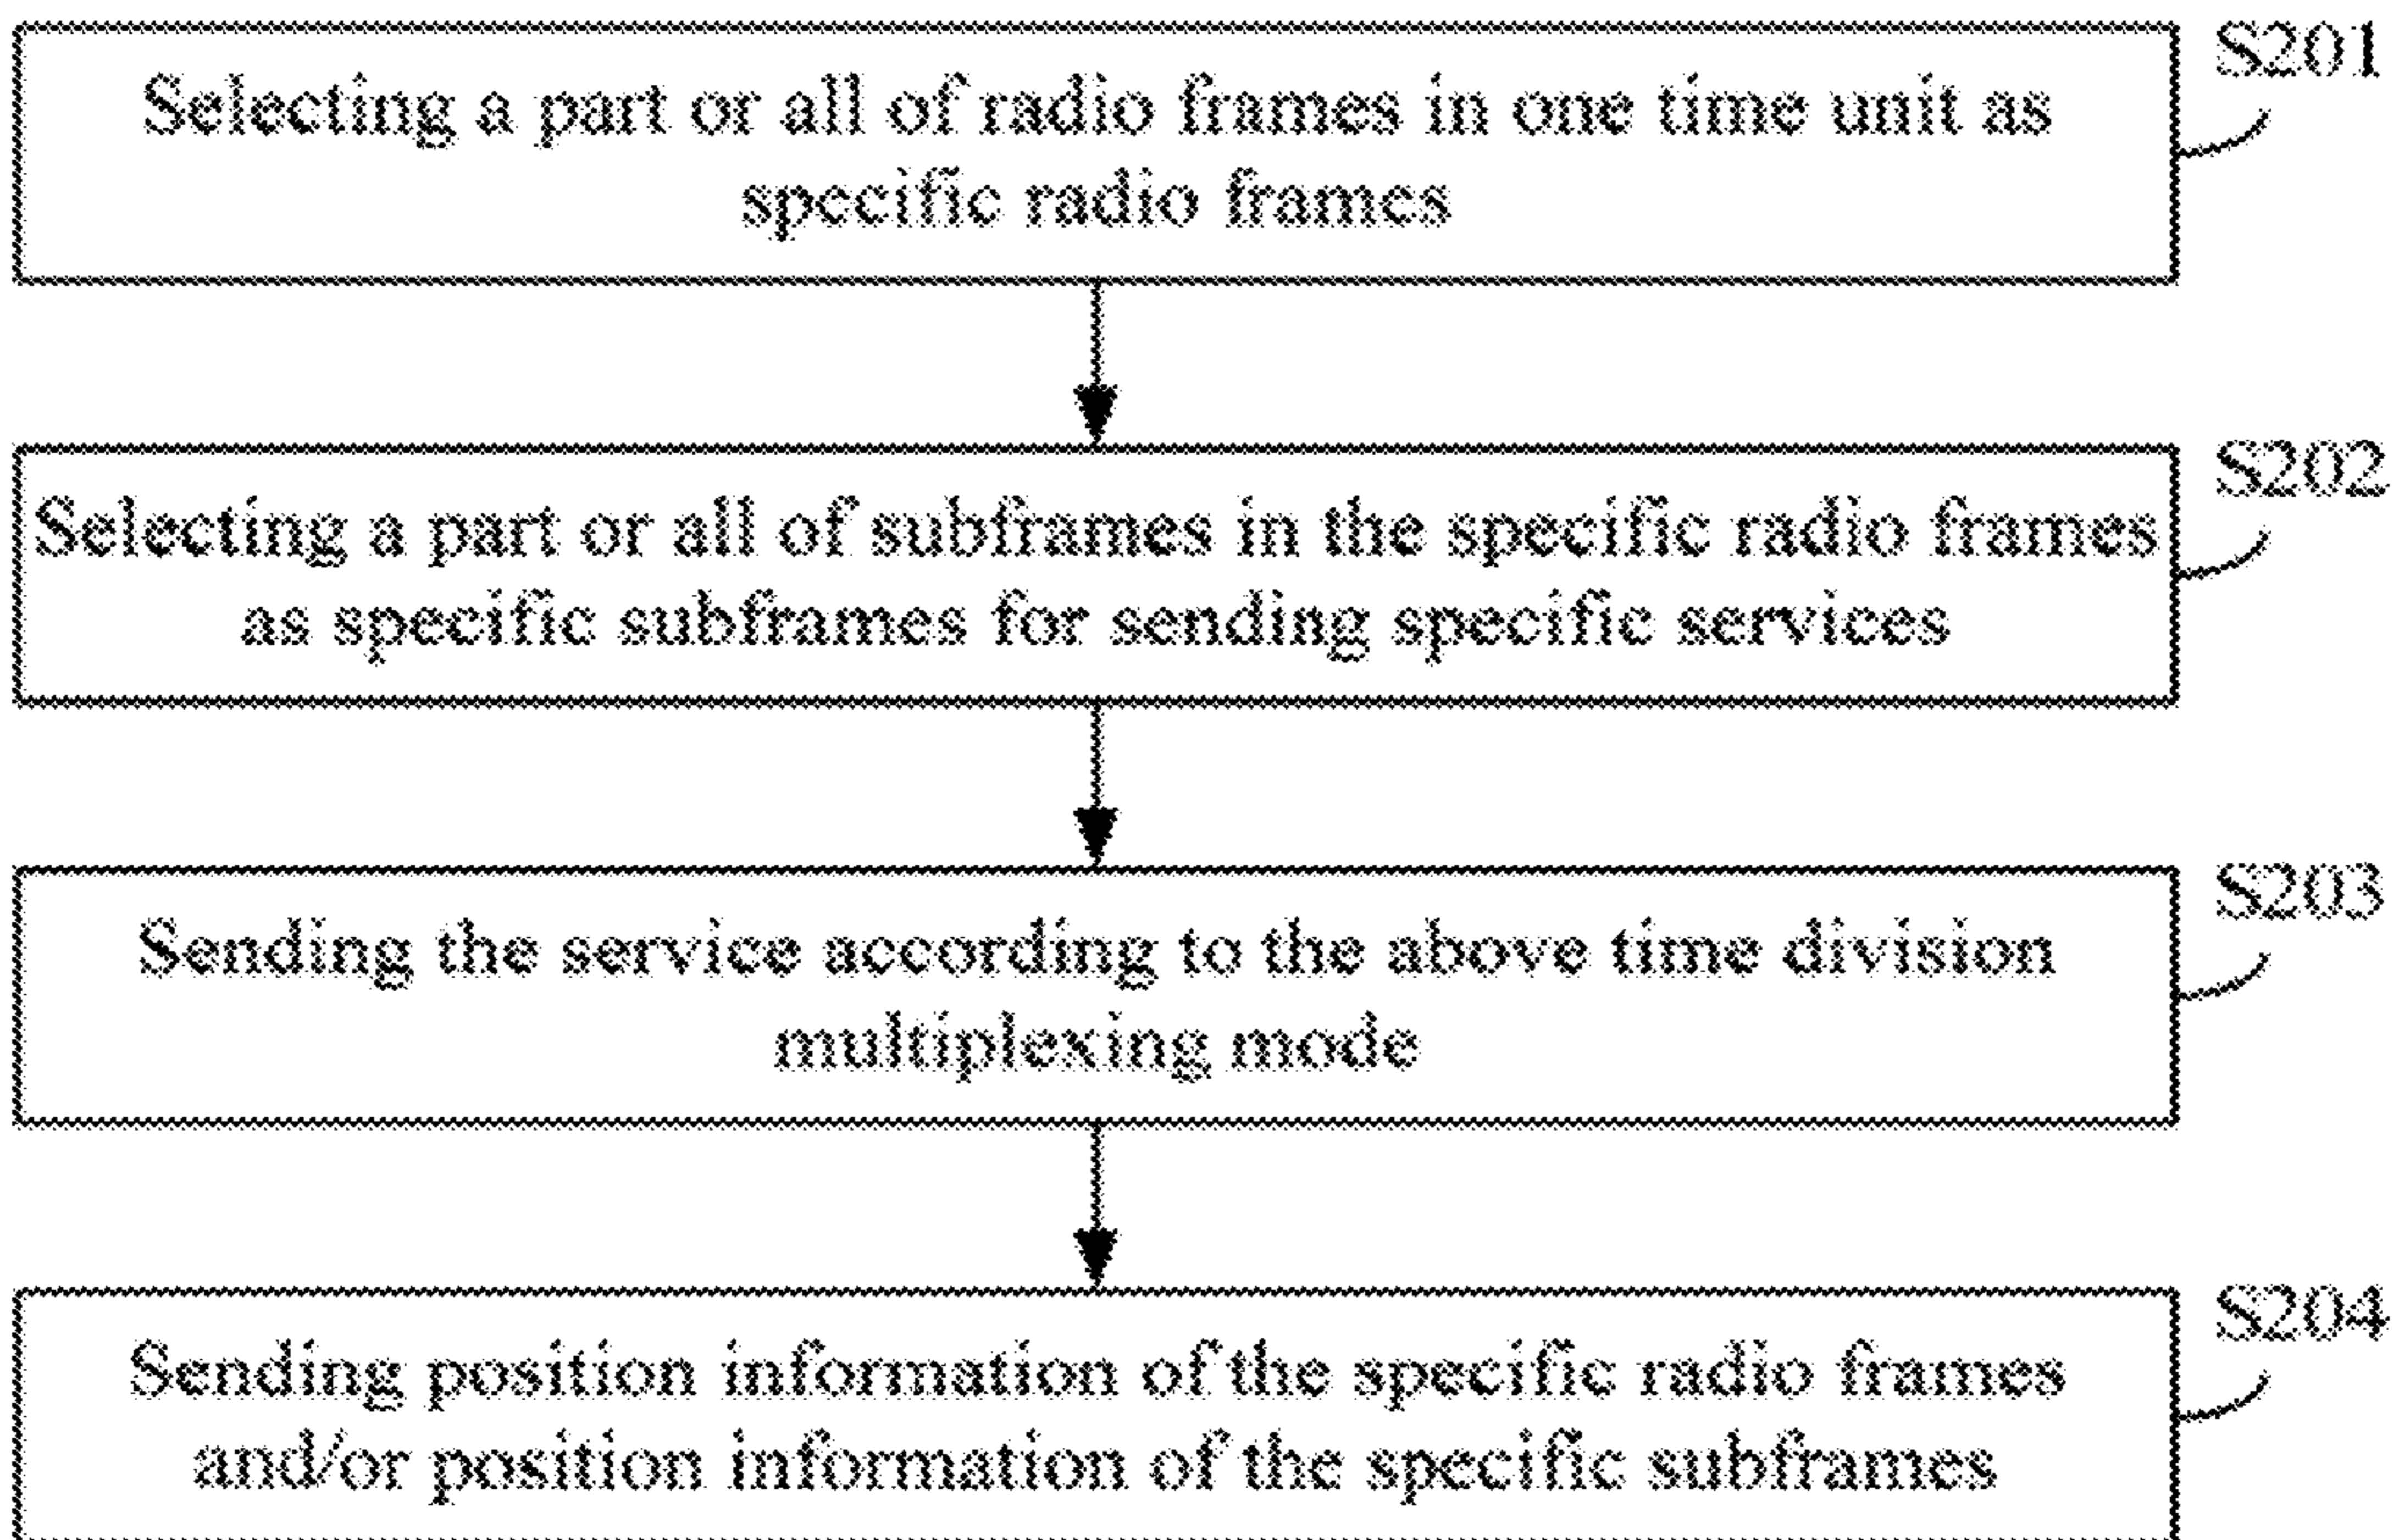 S201
Selecting a part or all of radio frames in one time unit as
specific radio frames
S202
Selecting a part or all of subframes in the specific radio frames
as specific subframes for sending specific services
S203
Sending the service according to the above time division
multiplexing mode
S204
Sending position information of the specific radio frames
and/or position information of the specific subframes